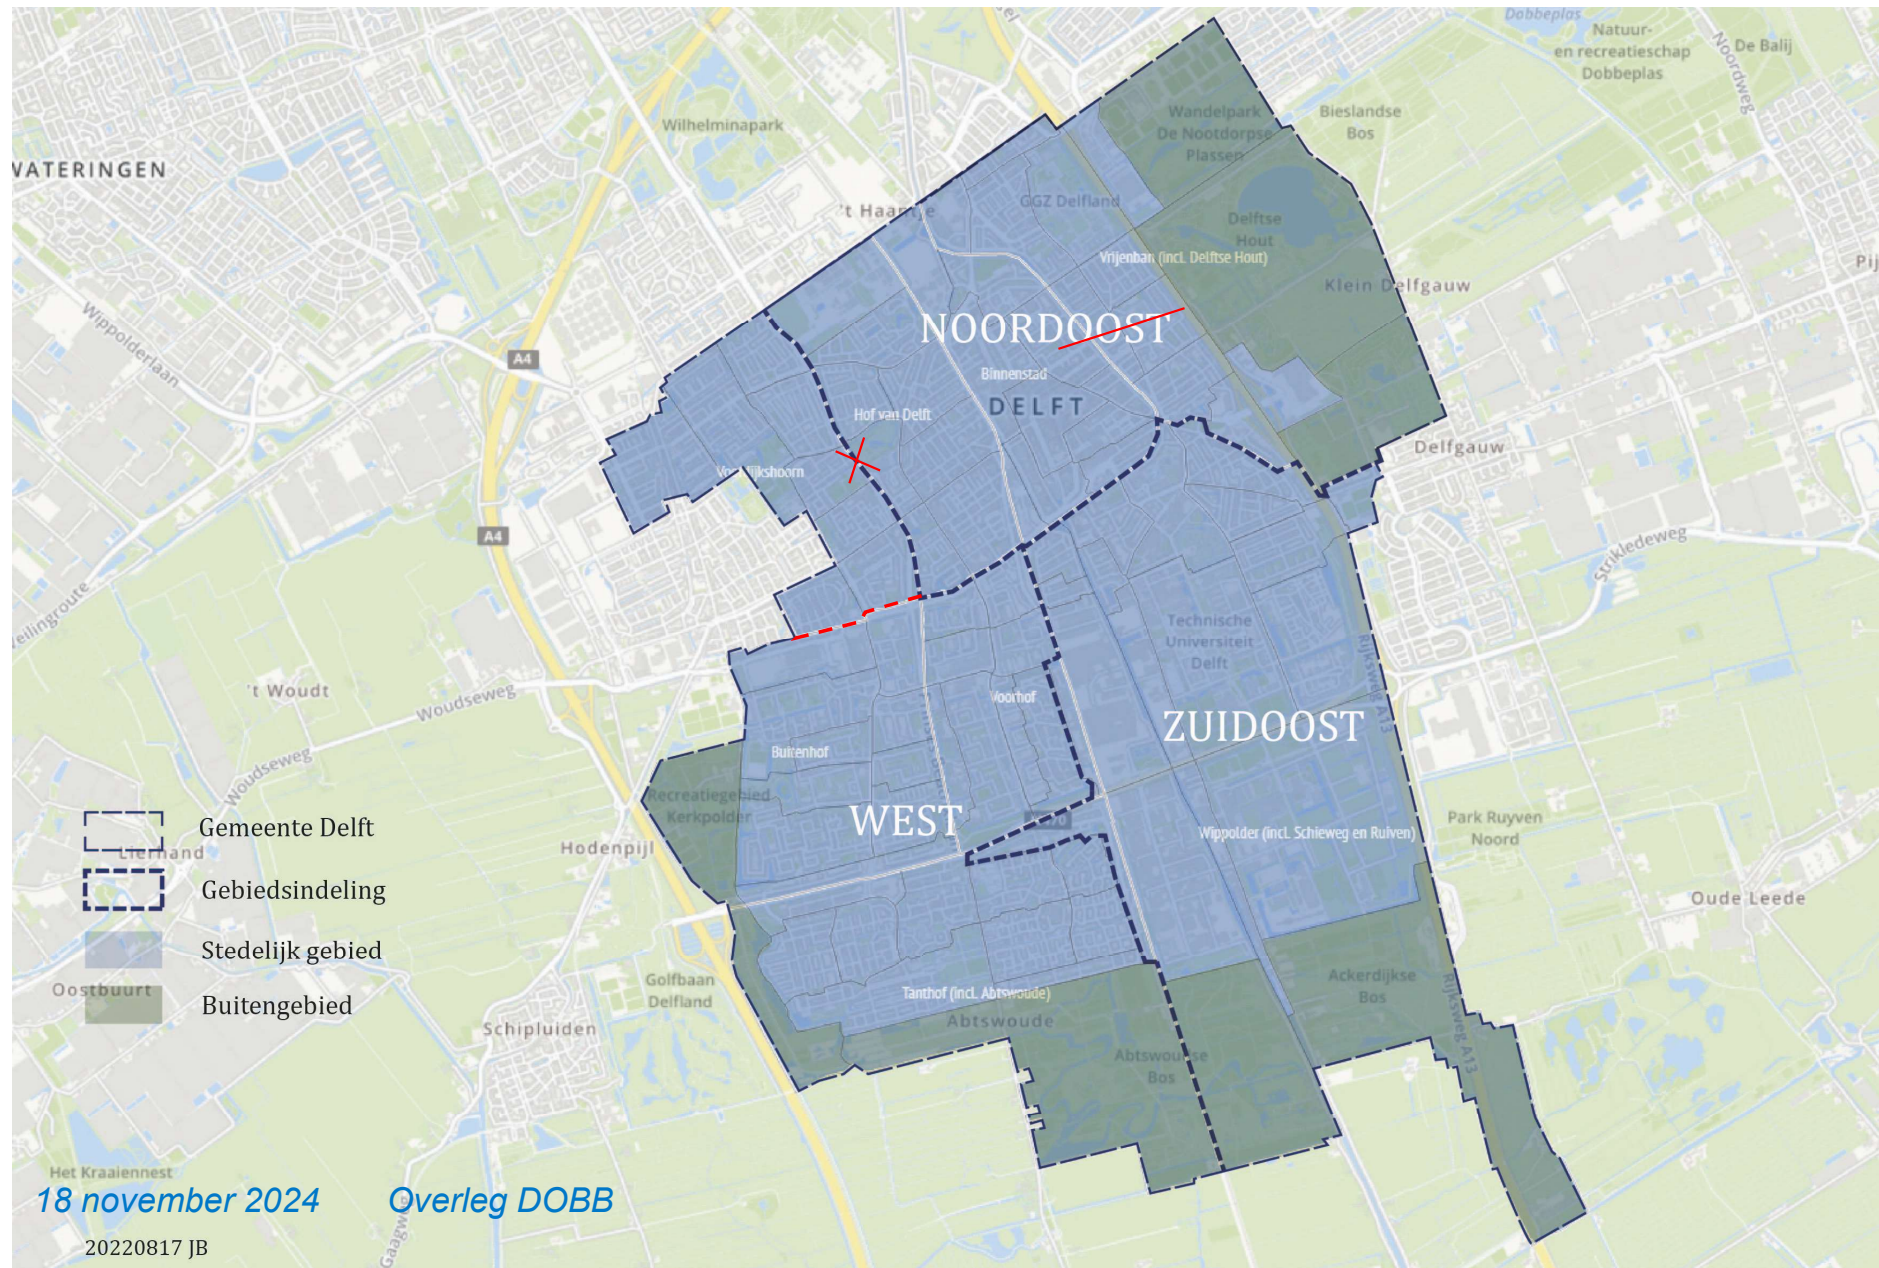 Dobbeplas
Natuur-
en recreatieschap
Dobbeplas
De Balij
Noordweg
Wilhelminapark
Wandelpark
De Nootdorpse
Plassen
Bieslandse
Bos
WATERINGEN
't Haantje
GGZ Delfland
Delftse
Hout
Vrijenban (incl. Delftse Hout)
Klein Delfgauw
Wippolderlaan
NOORDOOST
A4
Binnenstad
DELFT
Hof van Delft
Delfgauw
A4
Strikledeweg
Technische
Universiteit
Delft
Rijksweg A13
't Woudt
Woudseweg
Voorhof
ZUIDOOST
Buitenhof
Woudseweg
Recreatiegebied
Kerkpolder
WEST
Wippolder (incl. Schieweg en Ruiven)
Park Ruyven
Noord
Gemeente Delft
Hodenpijl
Gebiedsindeling
Oude Leede
Stedelijk gebied
Golfbaan
Delfland
Ackerdijkse
Bos
Oostbuurt
Tanthof (incl. Abtswoude)
Buitengebied
Abtswoude
Schipluiden
Rijksweg A13
Abtswoudse
Bos
Het Kraaiennest
18 november 2024 Overleg DOBB
20220817 JB